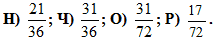 Н) 21/36; Ч) 31/36; О) 31/72; Р) 17/72.